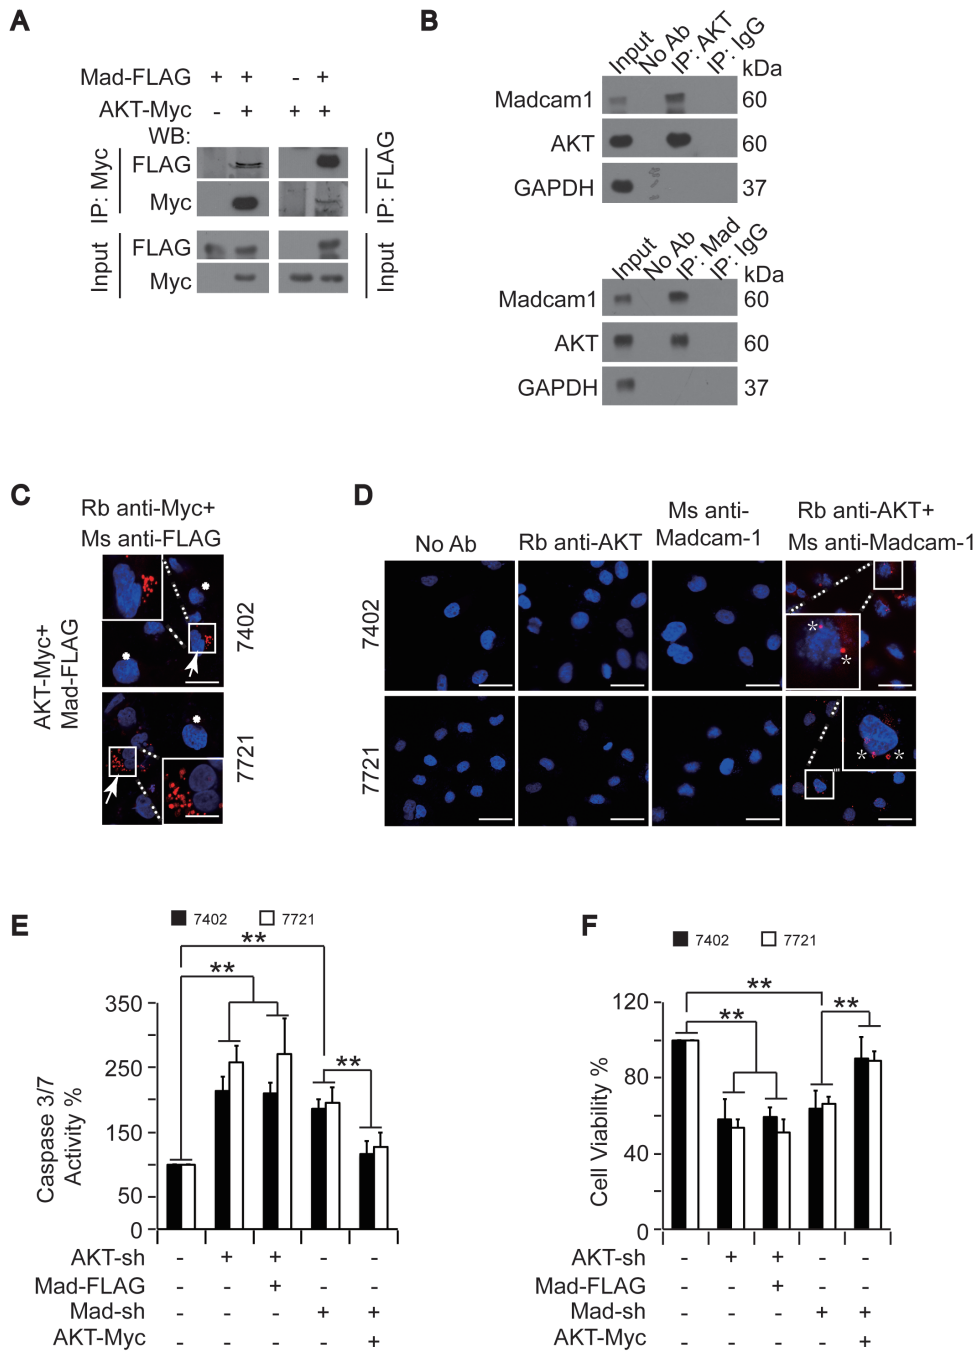 A
Mad-FLAG + + - +
AKT-Myc - + + +
WB:
IP: Myc
FLAG
Myc
IP: FLAG
Input
FLAG
Myc
Input
B
Input No Ab IP: AKT IP: IgG
kDa
Madcam1 60
AKT 60
GAPDH 37
Input No Ab IP: Mad IP: IgG
kDa
Madcam1 60
AKT 60
GAPDH 37
C
Rb anti-Myc+
Ms anti-FLAG
AKT-Myc+
Mad-FLAG
7402
7721
*
*
*
D
No Ab
Rb anti-AKT
Ms anti-
Madcam-1
Rb anti-AKT+
Ms anti-Madcam-1
7402
7721
*
*
* *
E
7402 7721
**
**
**
Caspase 3/7
Activity %
350
250
150
50
0
AKT-sh - + + - -
Mad-FLAG - - + - -
Mad-sh - - - + +
AKT-Myc - - - - +
F
7402 7721
**
** **
Cell Viability %
120
80
40
0
AKT-sh - + + - -
Mad-FLAG - - + - -
Mad-sh - - - + +
AKT-Myc - - - - +